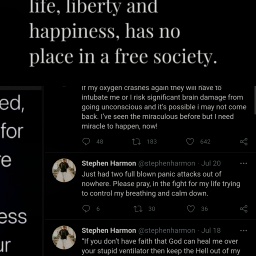 life, liberty and
happiness, has no
place in a free society.
ed,
for
re
ess
ur
If my oxygen crashes again they will have to
intubate me or I risk significant brain damage from
going unconscious and it's possible i may not come
back. I've seen the miraculous before but I need
miracle to happen, now!
48 183 642
Stephen Harmon @stephenharmon · Jul 20
Just had two full blown panic attacks out of
nowhere. Please pray, in the fight for my life trying
to control my breathing and calm down.
6 30 36
Stephen Harmon @stephenharmon · Jul 18
"If you don't have faith that God can heal me over
your stupid ventilator then keep the Hell out of my